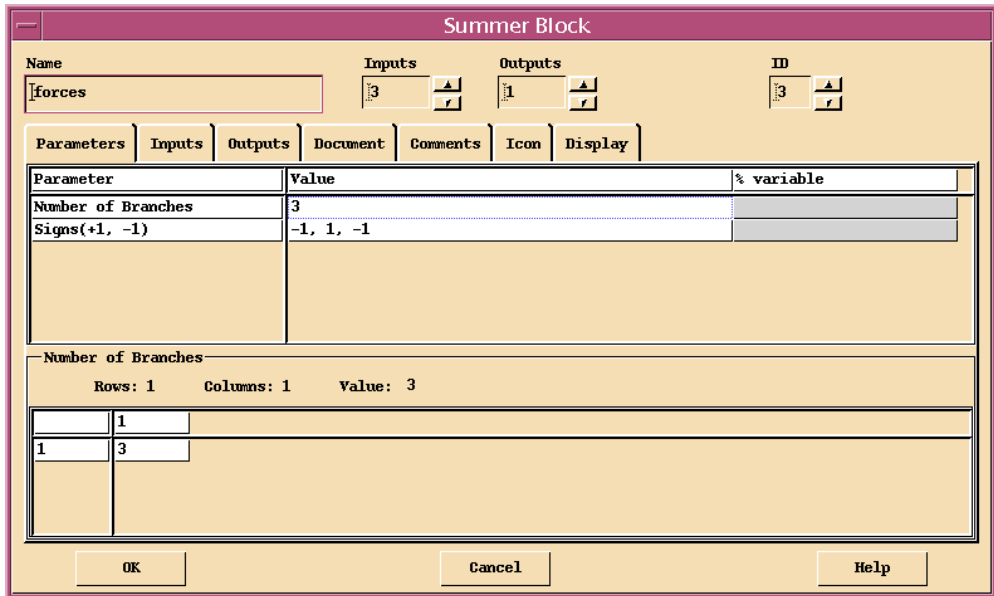 Summer Block
Name Inputs Outputs ID
forces 3 1 3
Parameters Inputs Outputs Document Comments Icon Display
Parameter Value % variable
Number of Branches 3
Signs(+1, -1) -1, 1, -1
Number of Branches
Rows: 1 Columns: 1 Value: 3
1
1 3
OK Cancel Help